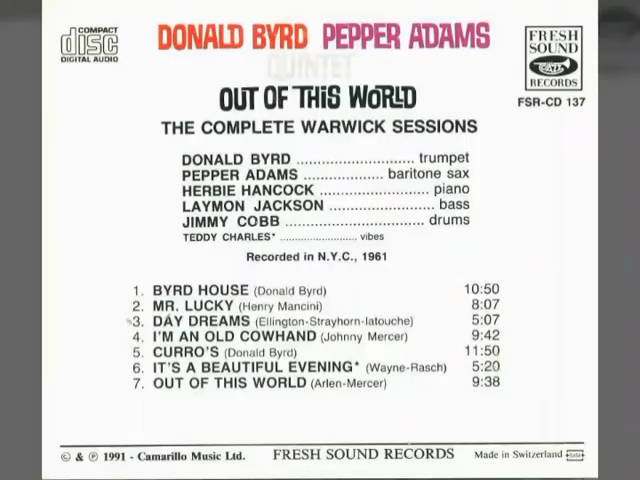 COMPACT
disc
DIGITAL AUDIO
DONALD BYRD PEPPER ADAMS
QUINTET
OUT OF THIS WORLD
THE COMPLETE WARWICK SESSIONS
FRESH
SOUND
RECORDS
FSR-CD 137
DONALD BYRD ............................ trumpet
PEPPER ADAMS ................... baritone sax
HERBIE HANCOCK .......................... piano
LAYMON JACKSON ......................... bass
JIMMY COBB .................................. drums
TEDDY CHARLES* ........................ vibes
Recorded in N.Y.C., 1961
1. BYRD HOUSE (Donald Byrd) 10:50
2. MR. LUCKY (Henry Mancini) 8:07
3. DAY DREAMS (Ellington-Strayhorn-latouche) 5:07
4. I'M AN OLD COWHAND (Johnny Mercer) 9:42
5. CURRO'S (Donald Byrd) 11:50
6. IT'S A BEAUTIFUL EVENING* (Wayne-Rasch) 5:20
7. OUT OF THIS WORLD (Arlen-Mercer) 9:38
© & ℗ 1991 - Camarillo Music Ltd. FRESH SOUND RECORDS Made in Switzerland